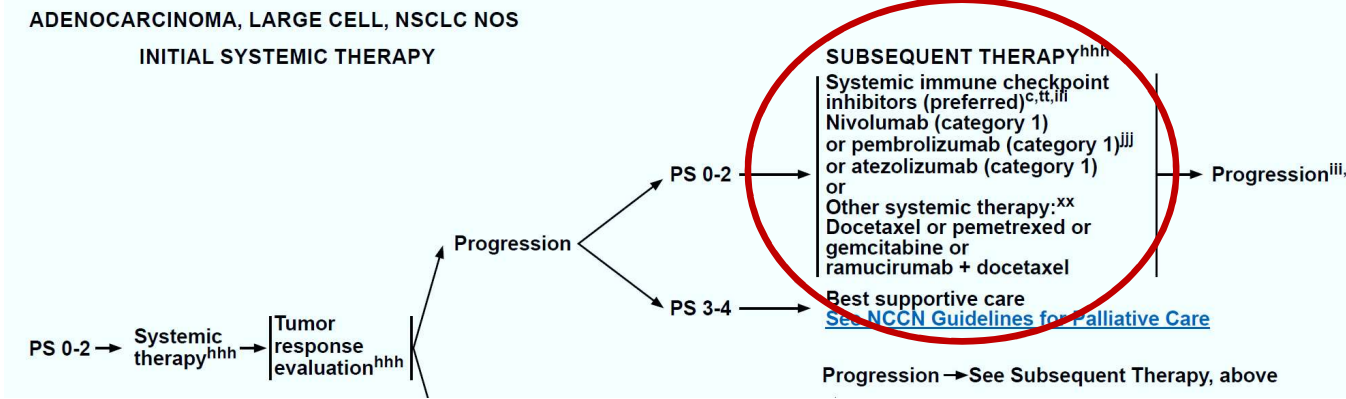 ADENOCARCINOMA, LARGE CELL, NSCLC NOS
INITIAL SYSTEMIC THERAPY
PS 0-2
Systemic
therapyhhh
Tumor
response
evaluationhhh
Progression
PS 0-2
SUBSEQUENT THERAPYhhh
Systemic immune checkpoint
inhibitors (preferred)c,tt,iii
Nivolumab (category 1)
or pembrolizumab (category 1)jjj
or atezolizumab (category 1)
or
Other systemic therapy:xx
Docetaxel or pemetrexed or
gemcitabine or
ramucirumab + docetaxel
Progressioniii,
PS 3-4
Best supportive care
See NCCN Guidelines for Palliative Care
Progression
See Subsequent Therapy, above